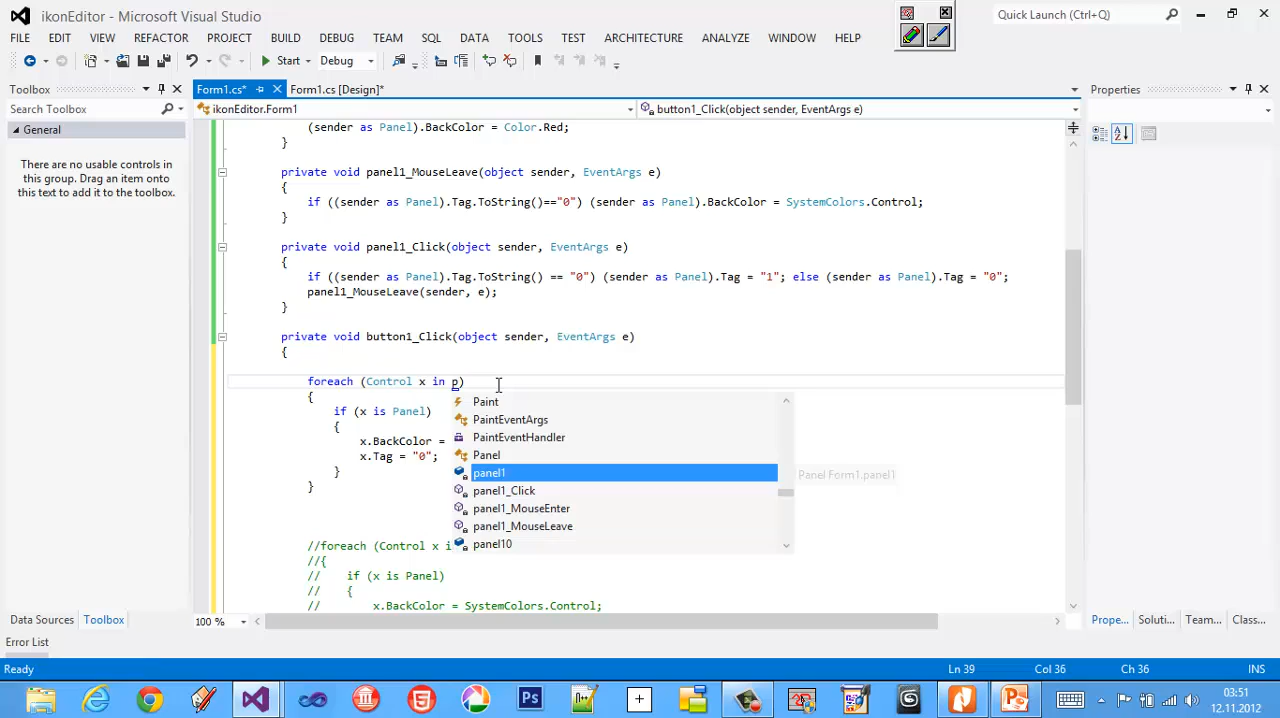 ikonEditor - Microsoft Visual Studio
Quick Launch (Ctrl+Q)
FILE EDIT VIEW REFACTOR PROJECT BUILD DEBUG TEAM SQL DATA TOOLS TEST ARCHITECTURE ANALYZE WINDOW HELP
Start Debug
Toolbox
Form1.cs*
Form1.cs [Design]*
Properties
Search Toolbox
ikonEditor.Form1
button1_Click(object sender, EventArgs e)
General
There are no usable controls in
this group. Drag an item onto
this text to add it to the toolbox.
(sender as Panel).BackColor = Color.Red;
}
private void panel1_MouseLeave(object sender, EventArgs e)
{
if ((sender as Panel).Tag.ToString()=="0") (sender as Panel).BackColor = SystemColors.Control;
}
private void panel1_Click(object sender, EventArgs e)
{
if ((sender as Panel).Tag.ToString() == "0") (sender as Panel).Tag = "1"; else (sender as Panel).Tag = "0";
panel1_MouseLeave(sender, e);
}
private void button1_Click(object sender, EventArgs e)
{
foreach (Control x in p)
{
if (x is Panel)
{
x.BackColor =
x.Tag = "0";
}
}
Paint
PaintEventArgs
PaintEventHandler
Panel
panel1
Panel Form1.panel1
panel1_Click
panel1_MouseEnter
panel1_MouseLeave
panel10
//foreach (Control x i
//{
// if (x is Panel)
// {
// x.BackColor = SystemColors.Control;
100 %
Data Sources Toolbox
Prope... Soluti... Team... Class...
Error List
Ready
Ln 39 Col 36 Ch 36 INS
03:51
12.11.2012